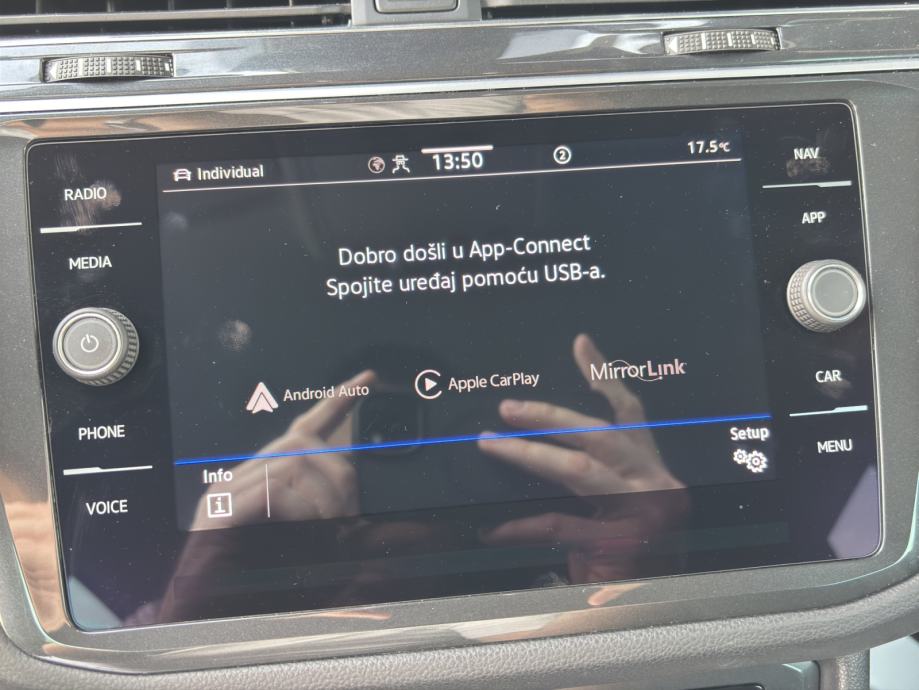 RADIO
MEDIA
PHONE
VOICE
Individual
13:50
2
17.5°C
Dobro došli u App-Connect
Spojite uređaj pomoću USB-a.
Android Auto
Apple CarPlay
MirrorLink
Info
i
Setup
NAV
APP
CAR
MENU